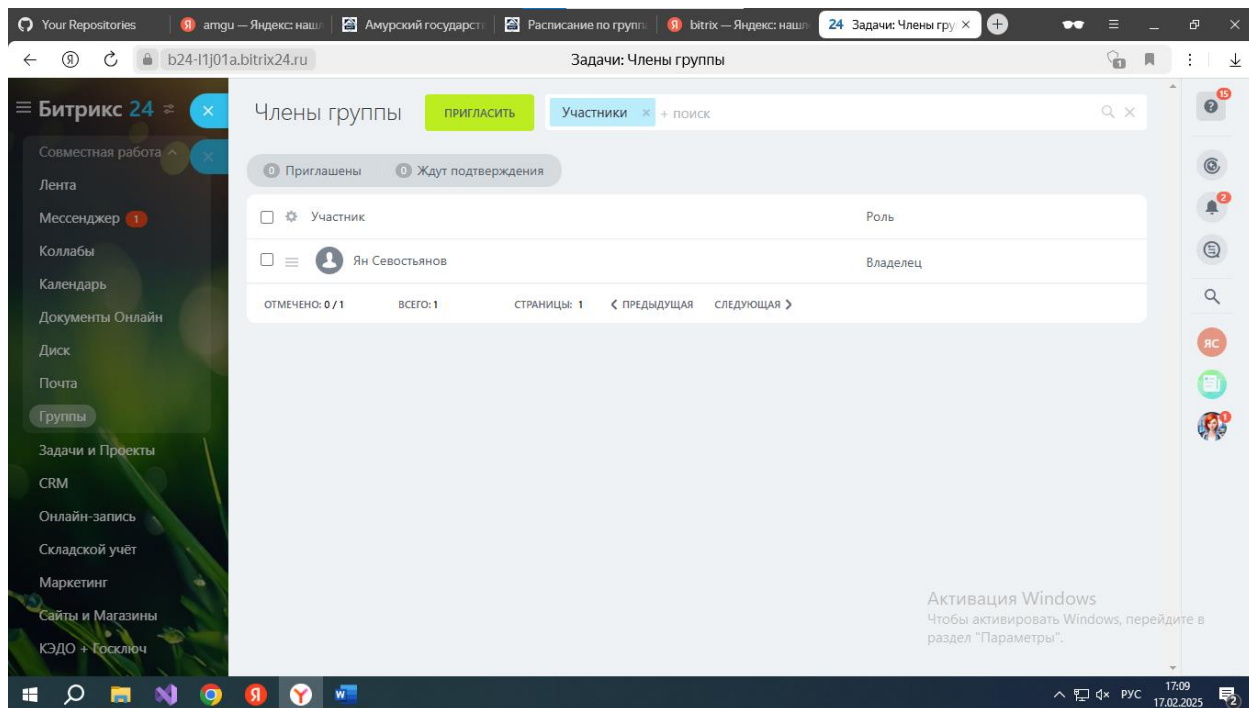 Your Repositories amgu — Яндекс: наш Амурский государст Расписание по групп bitrix — Яндекс: наш 24 Задачи: Члены гру
b24-l1j01a.bitrix24.ru Задачи: Члены группы 1
Битрикс 24
Члены группы ПРИГЛАСИТЬ Участники + поиск 15
Совместная работа
0 Приглашены 0 Ждут подтверждения
Лента
Мессенджер 1
Участник Роль 2
Коллабы
Ян Севостьянов Владелец
Календарь
ОТМЕЧЕНО: 0 / 1 ВСЕГО: 1 СТРАНИЦЫ: 1 ПРЕДЫДУЩАЯ СЛЕДУЮЩАЯ
Документы Онлайн
Диск ЯС
Почта
Группы 1
Задачи и Проекты
CRM
Онлайн-запись
Складской учёт
Маркетинг
Сайты и Магазины
КЭДО + Госключ
Активация Windows
Чтобы активировать Windows, перейдите в
раздел "Параметры".
РУС 17:09
17.02.2025 2